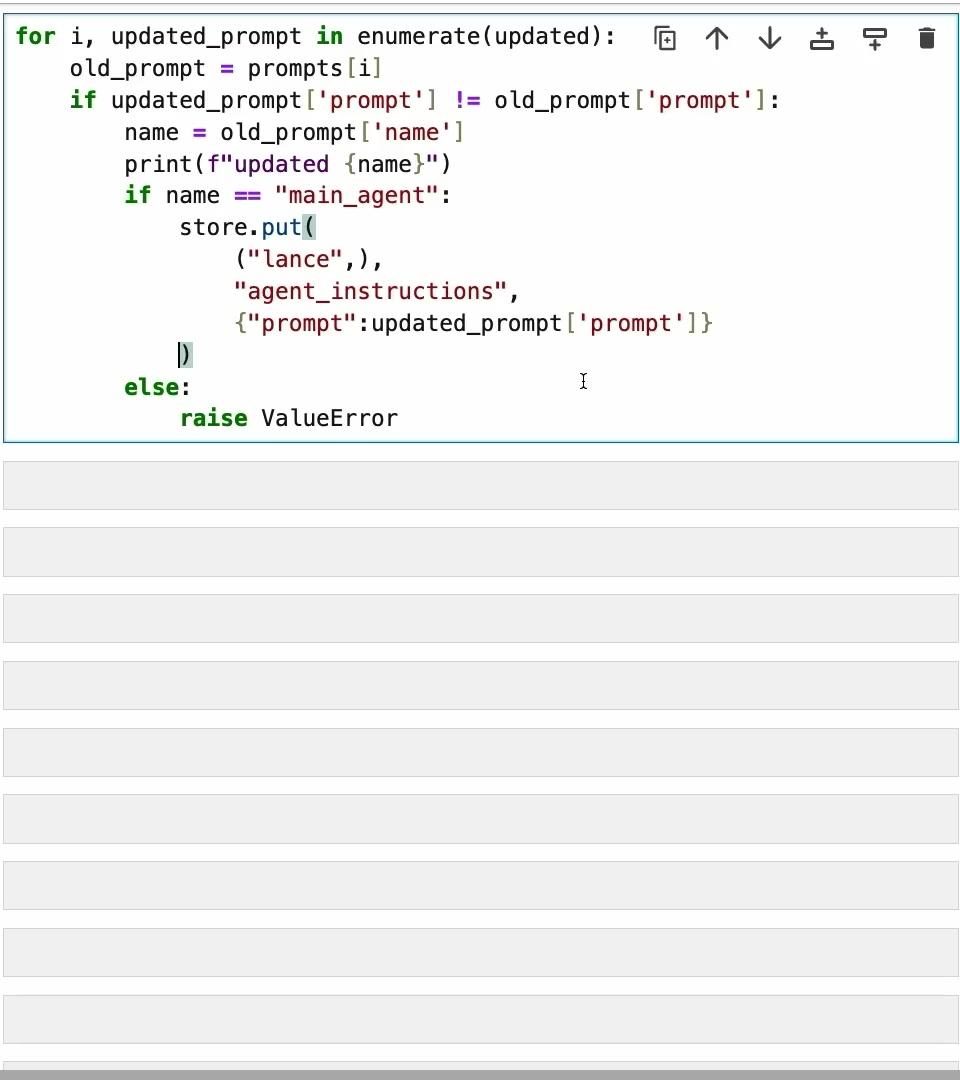 for i, updated_prompt in enumerate(updated):
    old_prompt = prompts[i]
    if updated_prompt['prompt'] != old_prompt['prompt']:
        name = old_prompt['name']
        print(f"updated {name}")
        if name == "main_agent":
            store.put(
                ("lance",),
                "agent_instructions",
                {"prompt":updated_prompt['prompt']}
            )
        else:
            raise ValueError